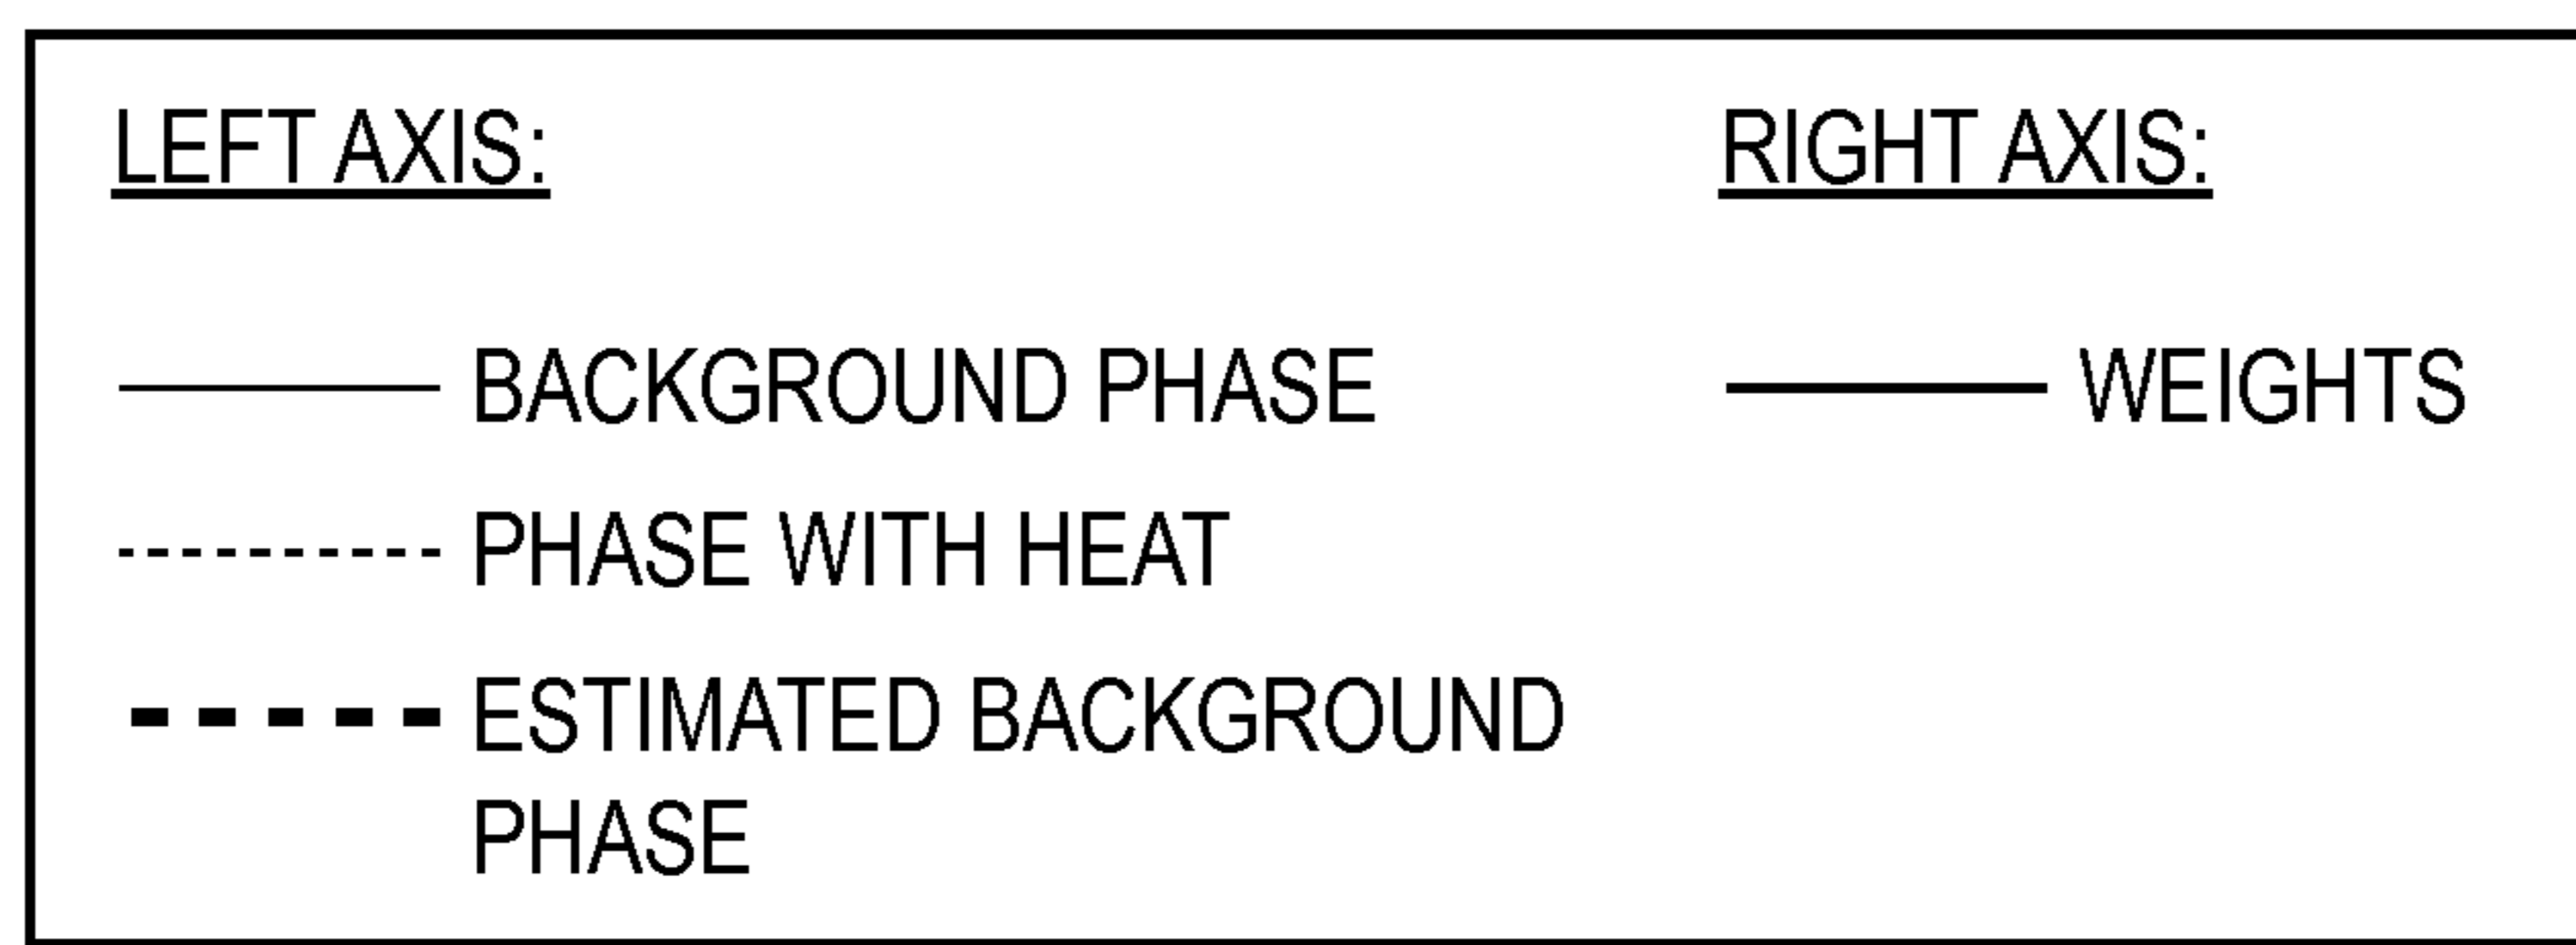 LEFT AXIS:
BACKGROUND PHASE
PHASE WITH HEAT
ESTIMATED BACKGROUND
PHASE
RIGHT AXIS:
WEIGHTS